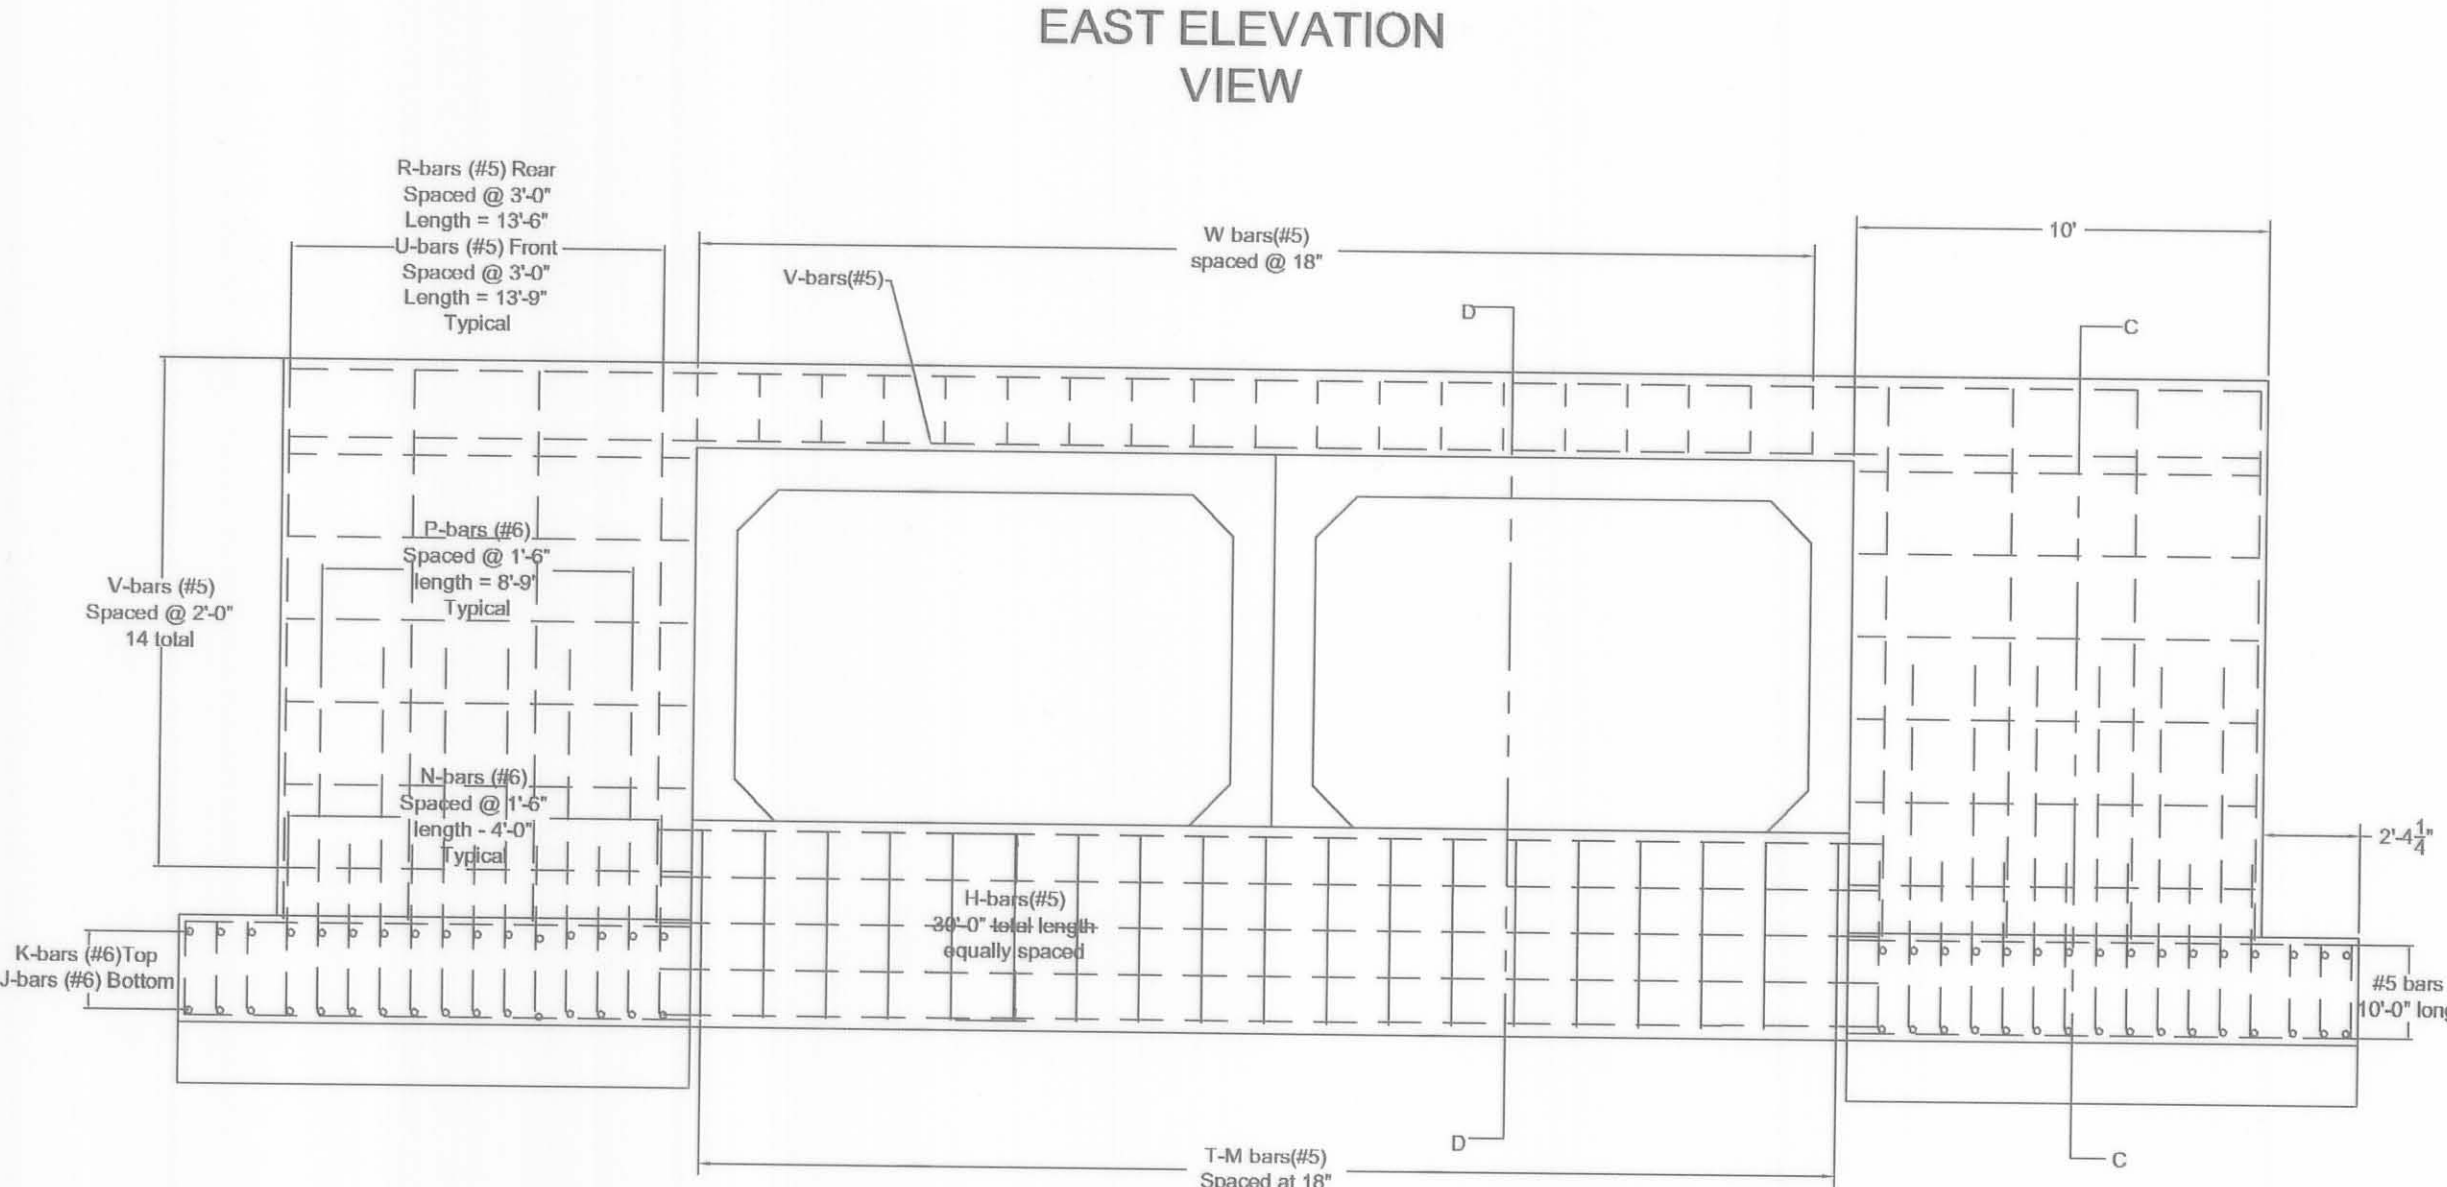 EAST ELEVATION
VIEW
R-bars (#5) Rear
Spaced @ 3'-0"
Length = 13'-6"
U-bars (#5) Front
Spaced @ 3'-0"
Length = 13'-9"
Typical
W bars(#5)
spaced @ 18"
10'
V-bars(#5)
D
C
P-bars (#6)
Spaced @ 1'-6"
length = 8'-9'
Typical
V-bars (#5)
Spaced @ 2'-0"
14 total
N-bars (#6)
Spaced @ 1'-6"
length - 4'-0"
Typical
2'-4 1/4"
H-bars(#5)
30'-0" total length
equally spaced
K-bars (#6)Top
J-bars (#6) Bottom
#5 bars
10'-0" long
D
T-M bars(#5)
Spaced at 18"
C